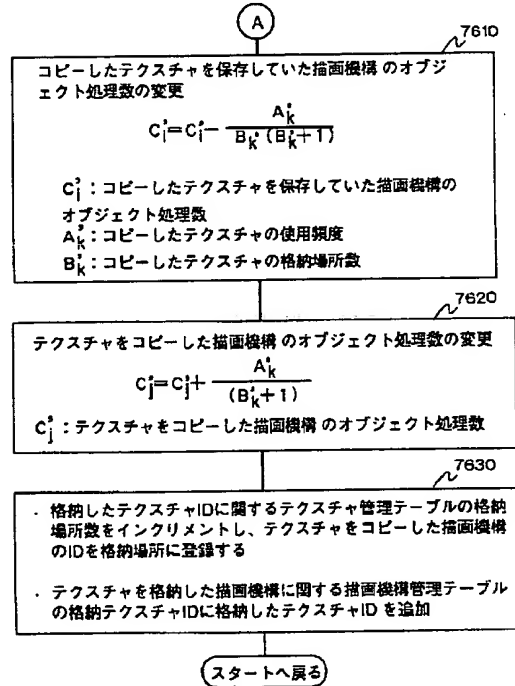 A
7610
コピーしたテクスチャを保存していた描画機構 のオブジ
ェクト処理数の変更
C'i=C'i− A'k / B'k (B'k+1)
C'i：コピーしたテクスチャを保存していた描画機構の
オブジェクト処理数
A'k：コピーしたテクスチャの使用頻度
B'k：コピーしたテクスチャの格納場所数
7620
テクスチャをコピーした描画機構 のオブジェクト処理数の変更
C'j=C'j+ A'k / (B'k+1)
C'j：テクスチャをコピーした描画機構 のオブジェクト処理数
7630
・ 格納したテクスチャIDに関するテクスチャ管理テーブルの格納
場所数をインクリメントし、テクスチャをコピーした描画機構
のIDを格納場所に登録する
・ テクスチャを格納した描画機構に関する描画機構管理テーブル
の格納テクスチャIDに格納したテクスチャID を追加
スタートへ戻る